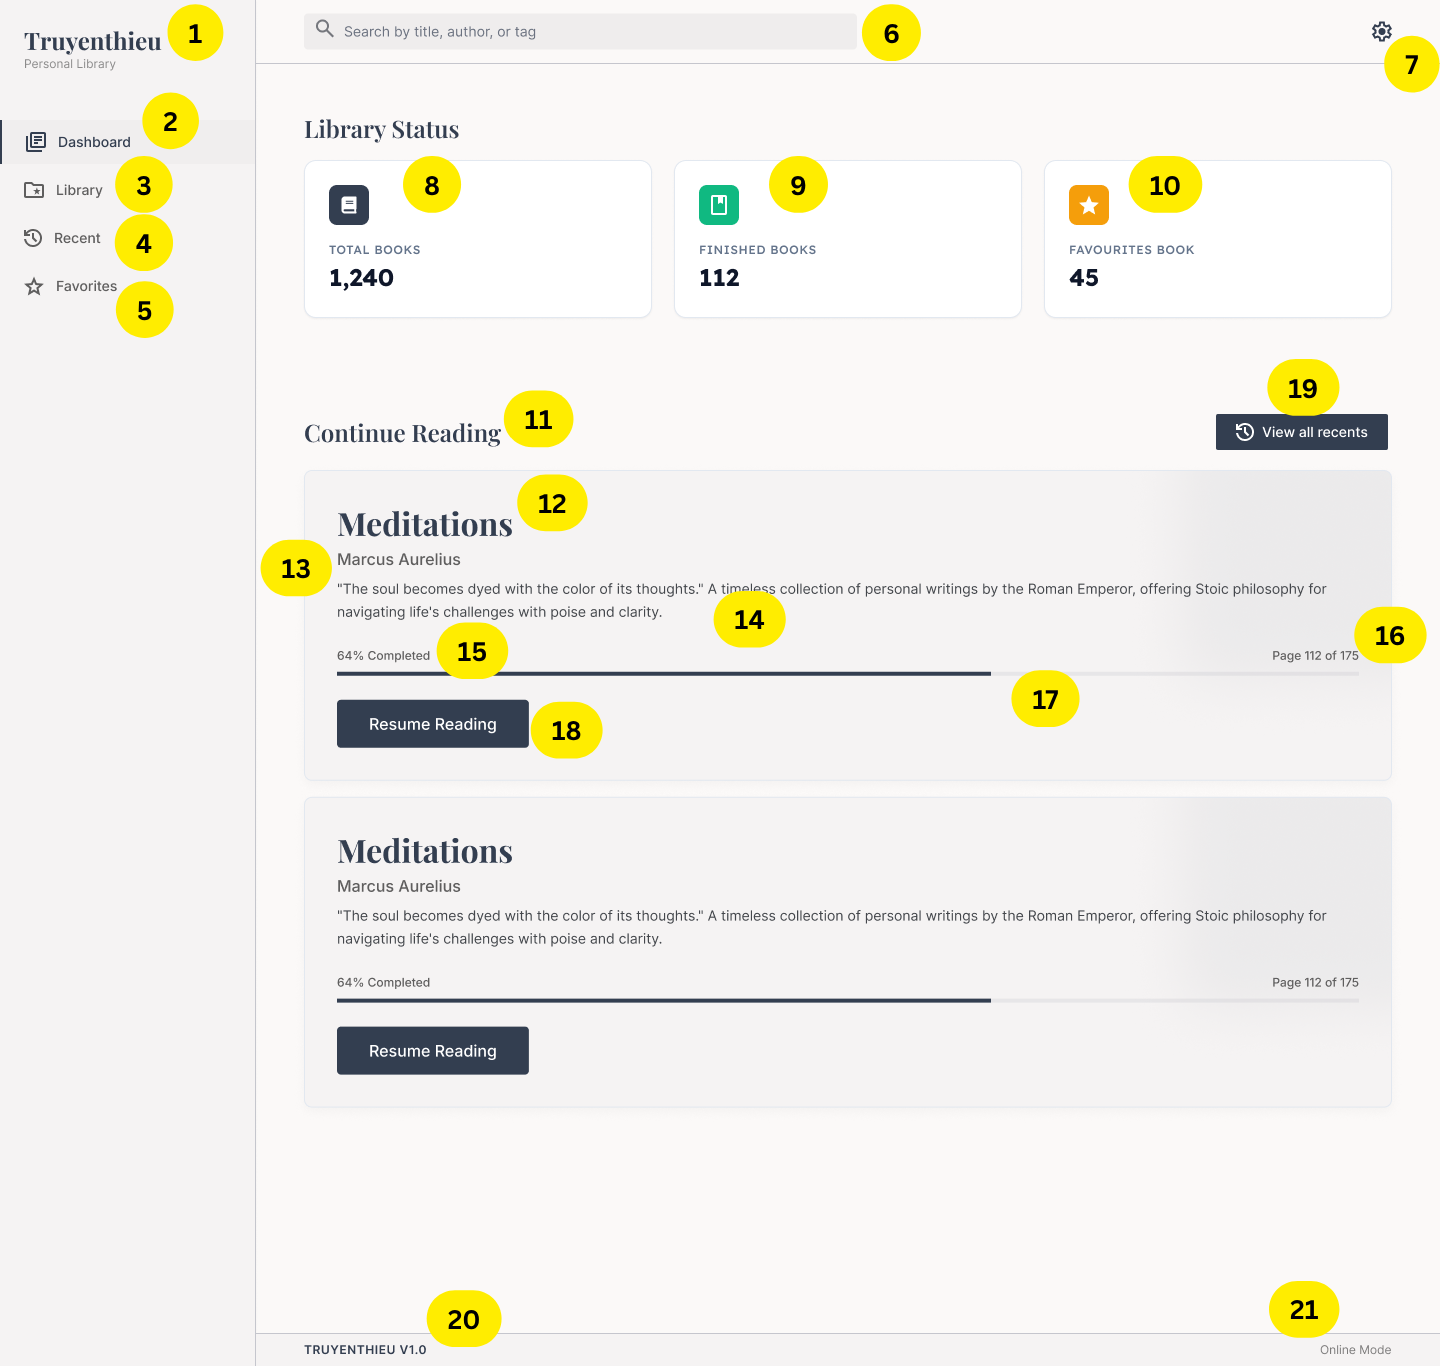 Truyenthieu
1
Personal Library
2
Dashboard
3
Library
4
Recent
5
Favorites
Search by title, author, or tag
6
7
Library Status
8
TOTAL BOOKS
1,240
9
FINISHED BOOKS
112
10
FAVOURITES BOOK
45
Continue Reading
11
19
View all recents
12
Meditations
13
Marcus Aurelius
"The soul becomes dyed with the color of its thoughts." A timeless collection of personal writings by the Roman Emperor, offering Stoic philosophy for
navigating life's challenges with poise and clarity.
14
64% Completed
15
Page 112 of 175
16
17
Resume Reading
18
Meditations
Marcus Aurelius
"The soul becomes dyed with the color of its thoughts." A timeless collection of personal writings by the Roman Emperor, offering Stoic philosophy for
navigating life's challenges with poise and clarity.
64% Completed
Page 112 of 175
Resume Reading
20
TRUYENTHIEU V1.0
21
Online Mode